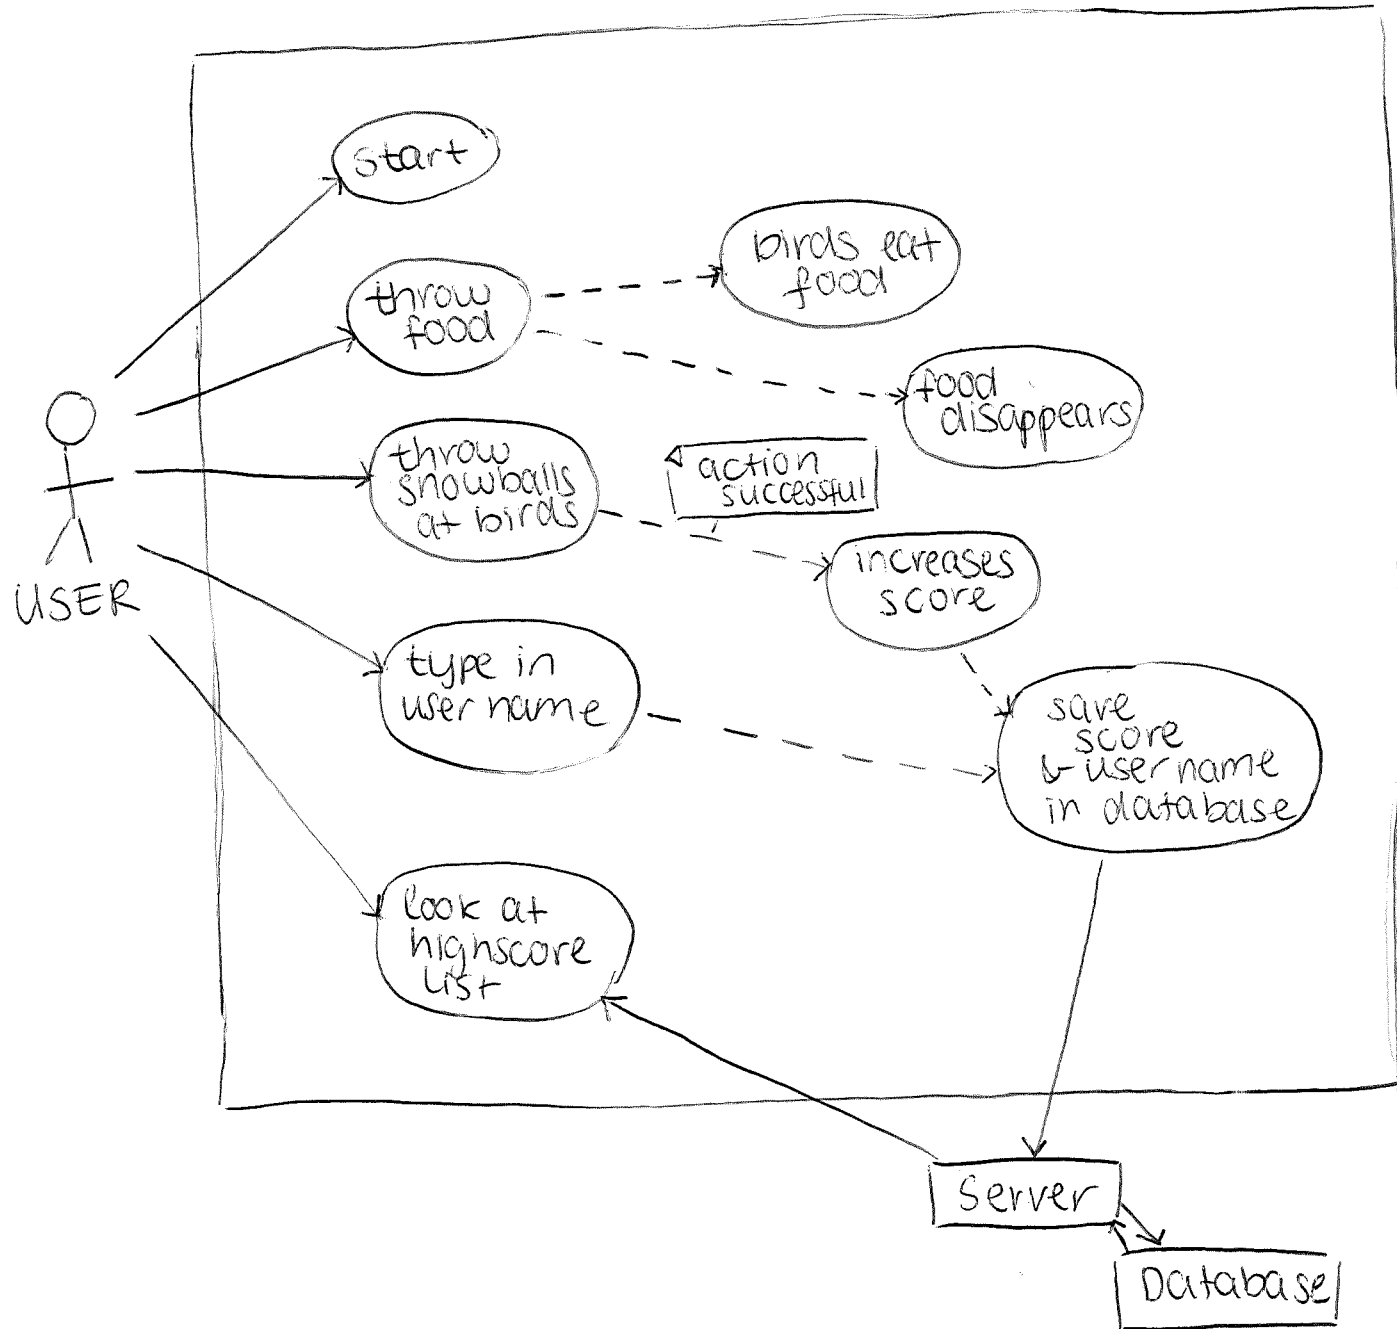 start
birds eat
food
throw
food
food
disappears
throw
snowballs
at birds
action
successful
increases
score
USER
type in
user name
save
score
& user name
in database
look at
highscore
list
Server
Database